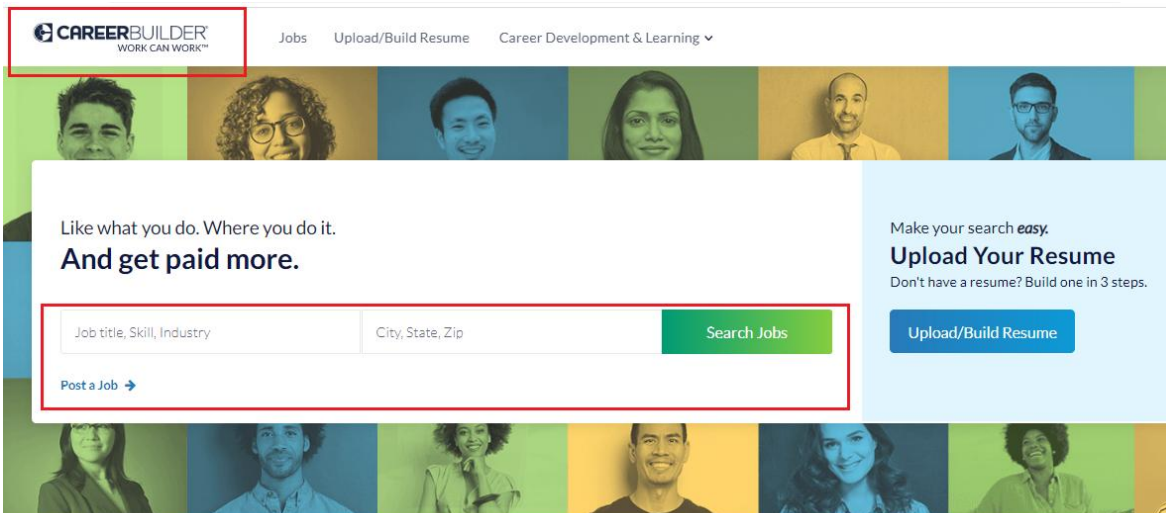 CAREERBUILDER®
WORK CAN WORK™
Jobs
Upload/Build Resume
Career Development & Learning
Like what you do. Where you do it.
And get paid more.
Job title, Skill, Industry
City, State, Zip
Search Jobs
Post a Job
Make your search easy.
Upload Your Resume
Don't have a resume? Build one in 3 steps.
Upload/Build Resume